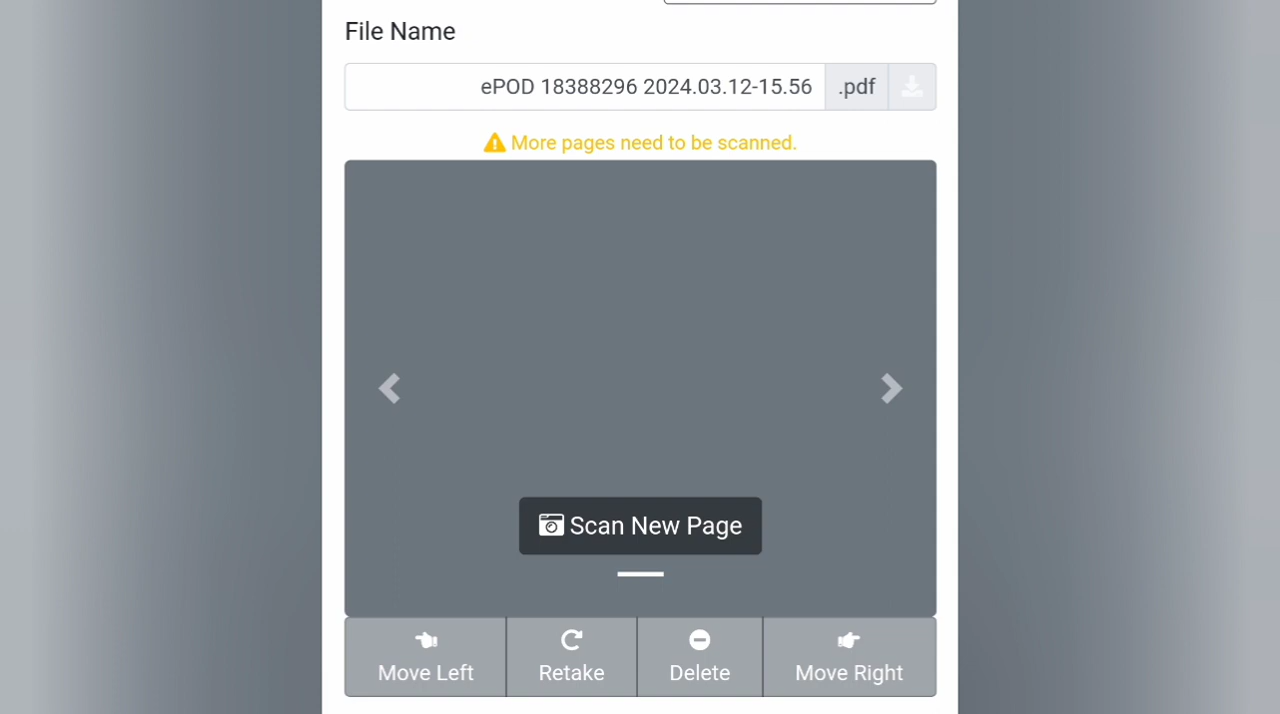 File Name
ePOD 18388296 2024.03.12-15.56 .pdf
More pages need to be scanned.
Scan New Page
Move Left Retake Delete Move Right